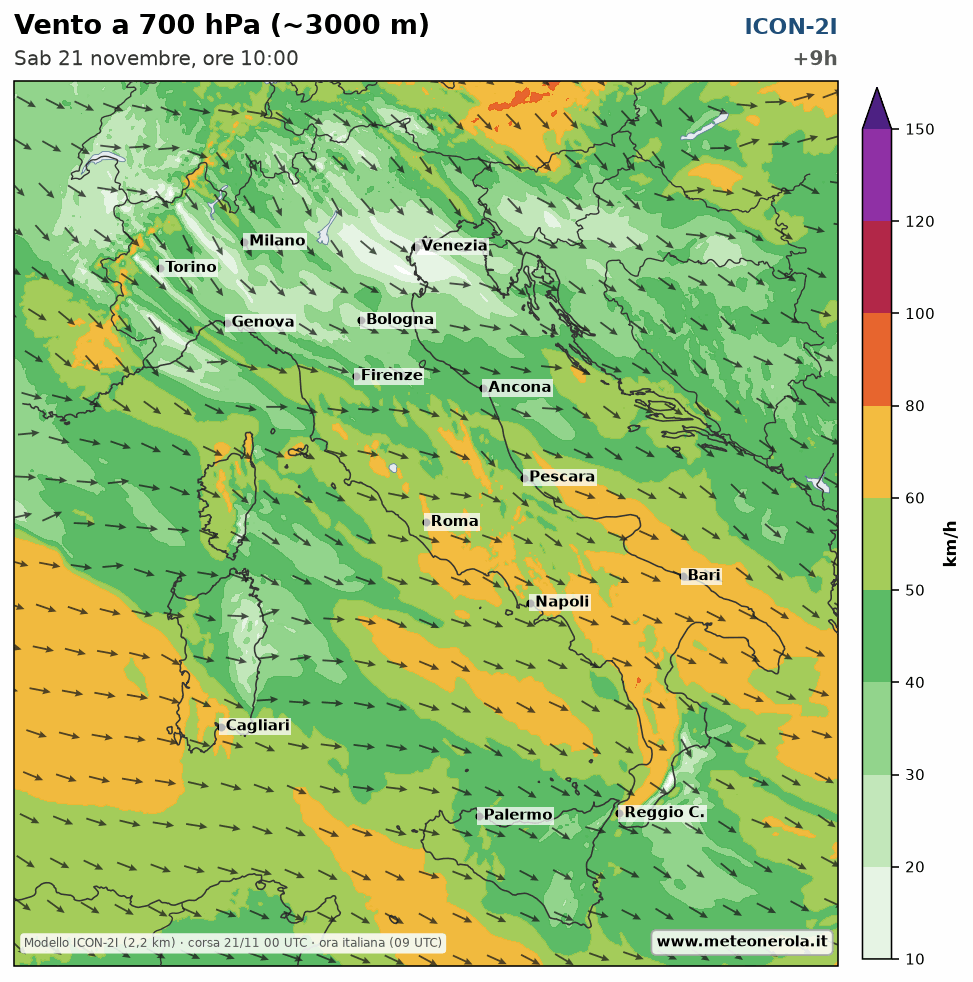 Vento a 700 hPa (~3000 m)
ICON-2I
Sab 21 novembre, ore 10:00
+9h
150
120
100
80
60
50
40
30
20
10
km/h
Milano
Venezia
Torino
Genova
Bologna
Firenze
Ancona
Pescara
Roma
Bari
Napoli
Cagliari
Palermo
Reggio C.
Modello ICON-2I (2,2 km) · corsa 21/11 00 UTC · ora italiana (09 UTC)
www.meteonerola.it